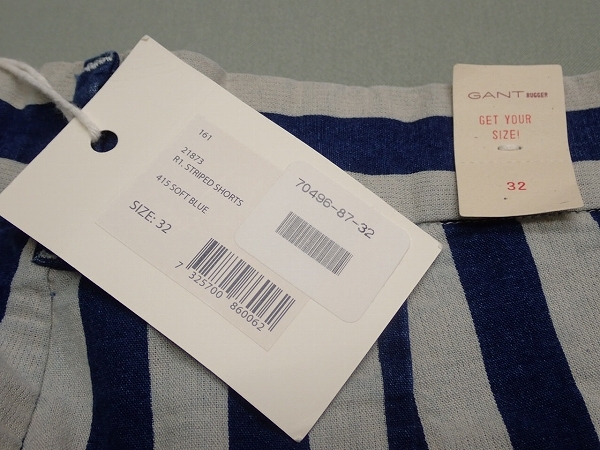 161
21873
R1. STRIPED SHORTS
415 SOFT BLUE
SIZE: 32
7 325700 860062
70496-87-32
GANT RUGGER
GET YOUR
SIZE!
32